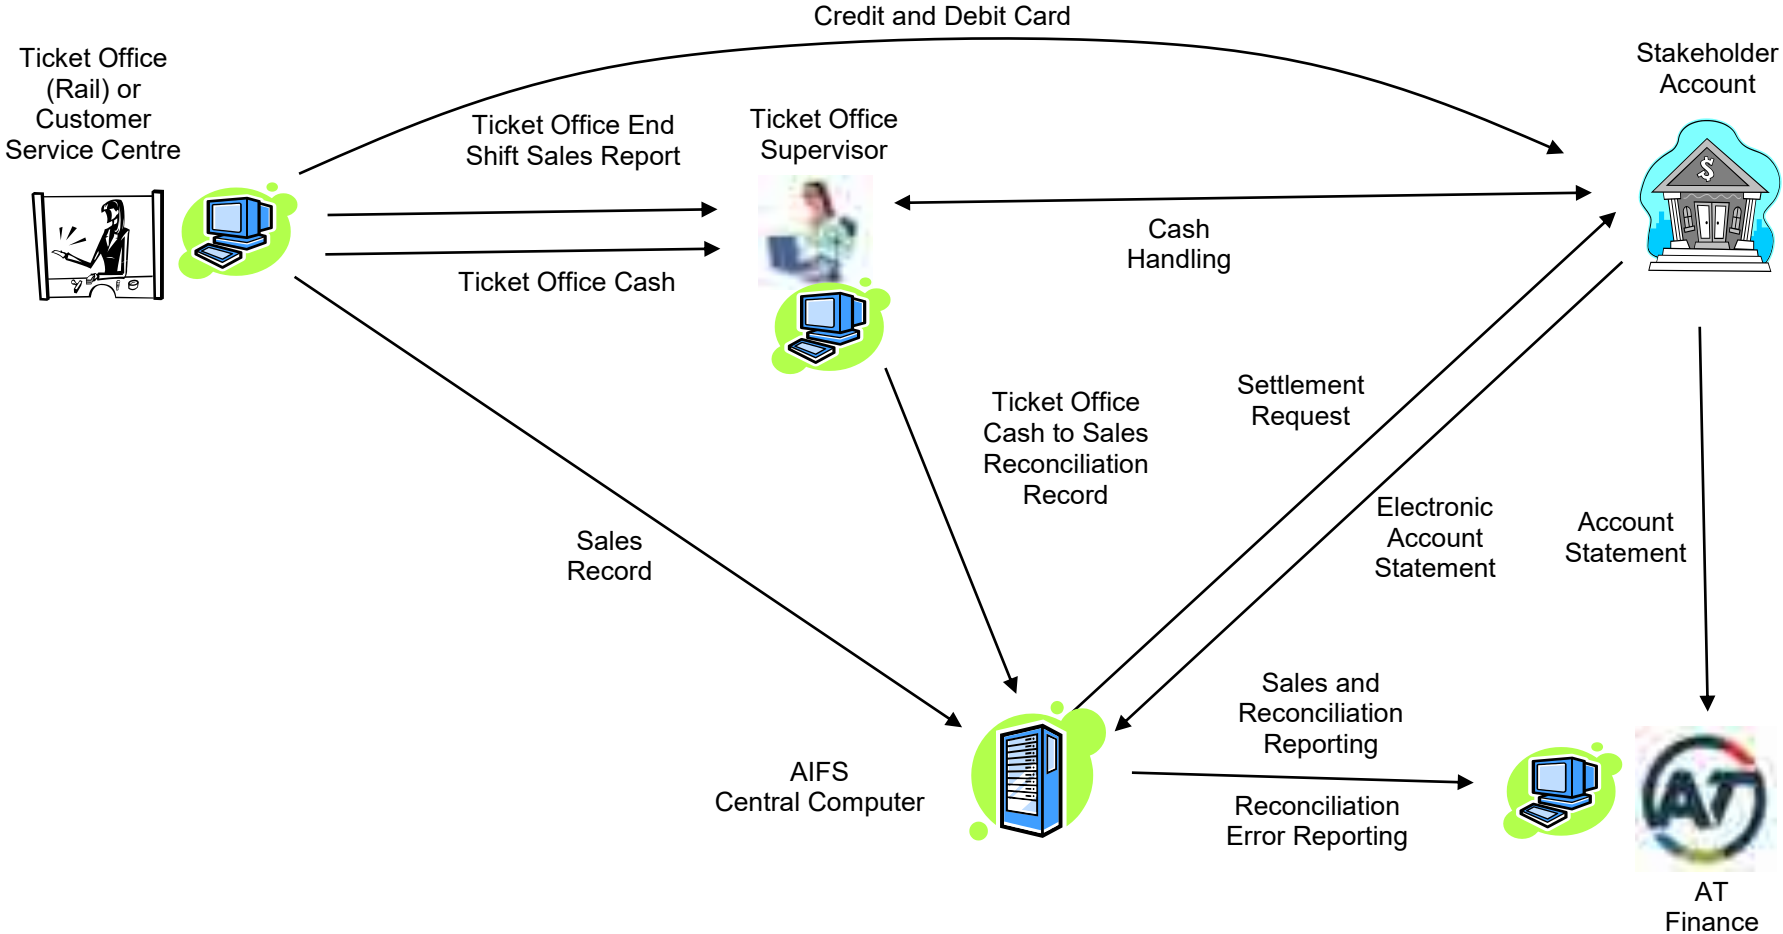 Credit and Debit Card
Ticket Office
(Rail) or
Customer
Service Centre
Stakeholder
Account
Ticket Office End
Shift Sales Report
Ticket Office
Supervisor
$
Cash
Handling
Ticket Office Cash
Settlement
Request
Ticket Office
Cash to Sales
Reconciliation
Record
Electronic
Account
Statement
Account
Statement
Sales
Record
Sales and
Reconciliation
Reporting
AIFS
Central Computer
Reconciliation
Error Reporting
AT
AT
Finance